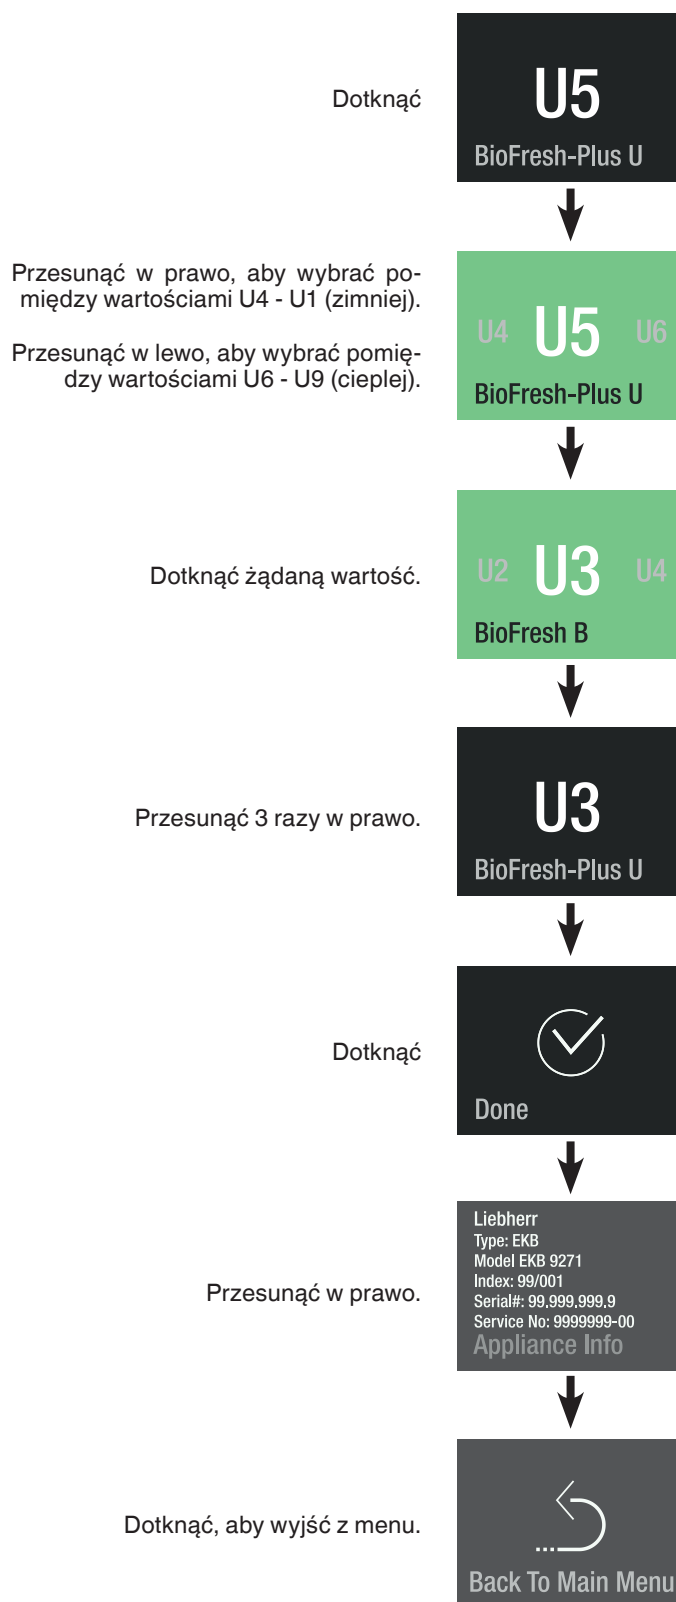 Dotknąć
U5
BioFresh-Plus U
Przesunąć w prawo, aby wybrać po-
między wartościami U4 - U1 (zimniej).
Przesunąć w lewo, aby wybrać pomię-
dzy wartościami U6 - U9 (cieplej).
U4 U5 U6
BioFresh-Plus U
Dotknąć żądaną wartość.
U2 U3 U4
BioFresh B
Przesunąć 3 razy w prawo.
U3
BioFresh-Plus U
Dotknąć
Done
Przesunąć w prawo.
Liebherr
Type: EKB
Model EKB 9271
Index: 99/001
Serial#: 99.999.999.9
Service No: 9999999-00
Appliance Info
Dotknąć, aby wyjść z menu.
Back To Main Menu